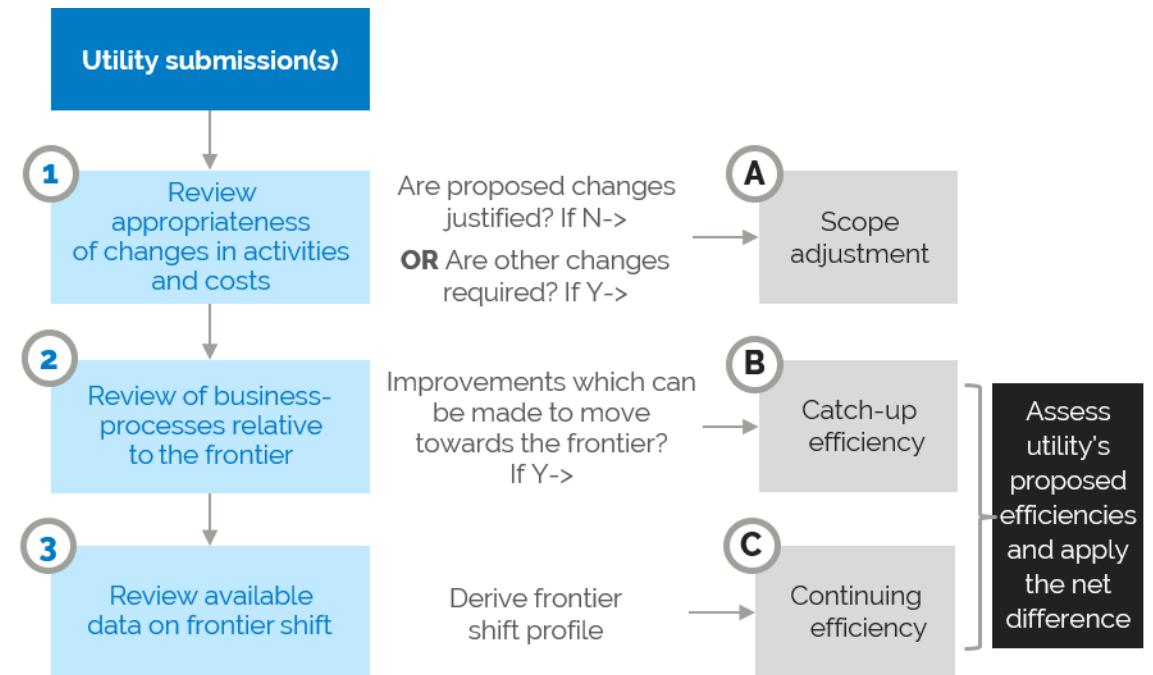 Utility submission(s)
1
Review
appropriateness
of changes in activities
and costs
Are proposed changes
justified? If N->
OR Are other changes
required? If Y->
A
Scope
adjustment
2
Review of business-
processes relative
to the frontier
Improvements which can
be made to move
towards the frontier?
If Y->
B
Catch-up
efficiency
3
Review available
data on frontier shift
Derive frontier
shift profile
C
Continuing
efficiency
Assess
utility's
proposed
efficiencies
and apply
the net
difference